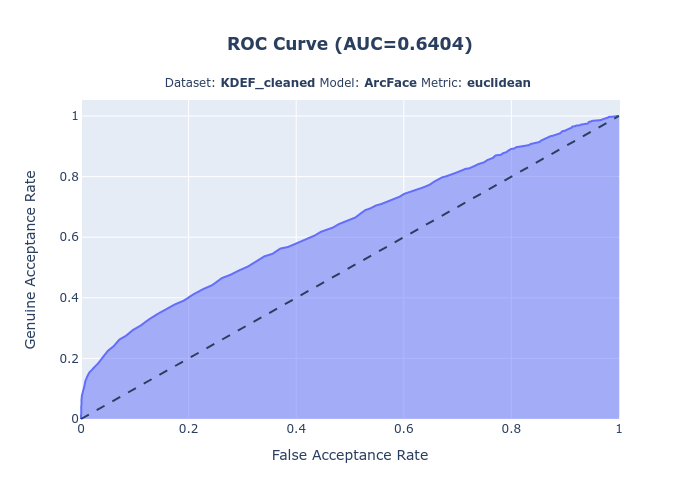 ROC Curve (AUC=0.6404)
Dataset: KDEF_cleaned Model: ArcFace Metric: euclidean
1
0.8
0.6
0.4
0.2
0
Genuine Acceptance Rate
0 0.2 0.4 0.6 0.8 1
False Acceptance Rate